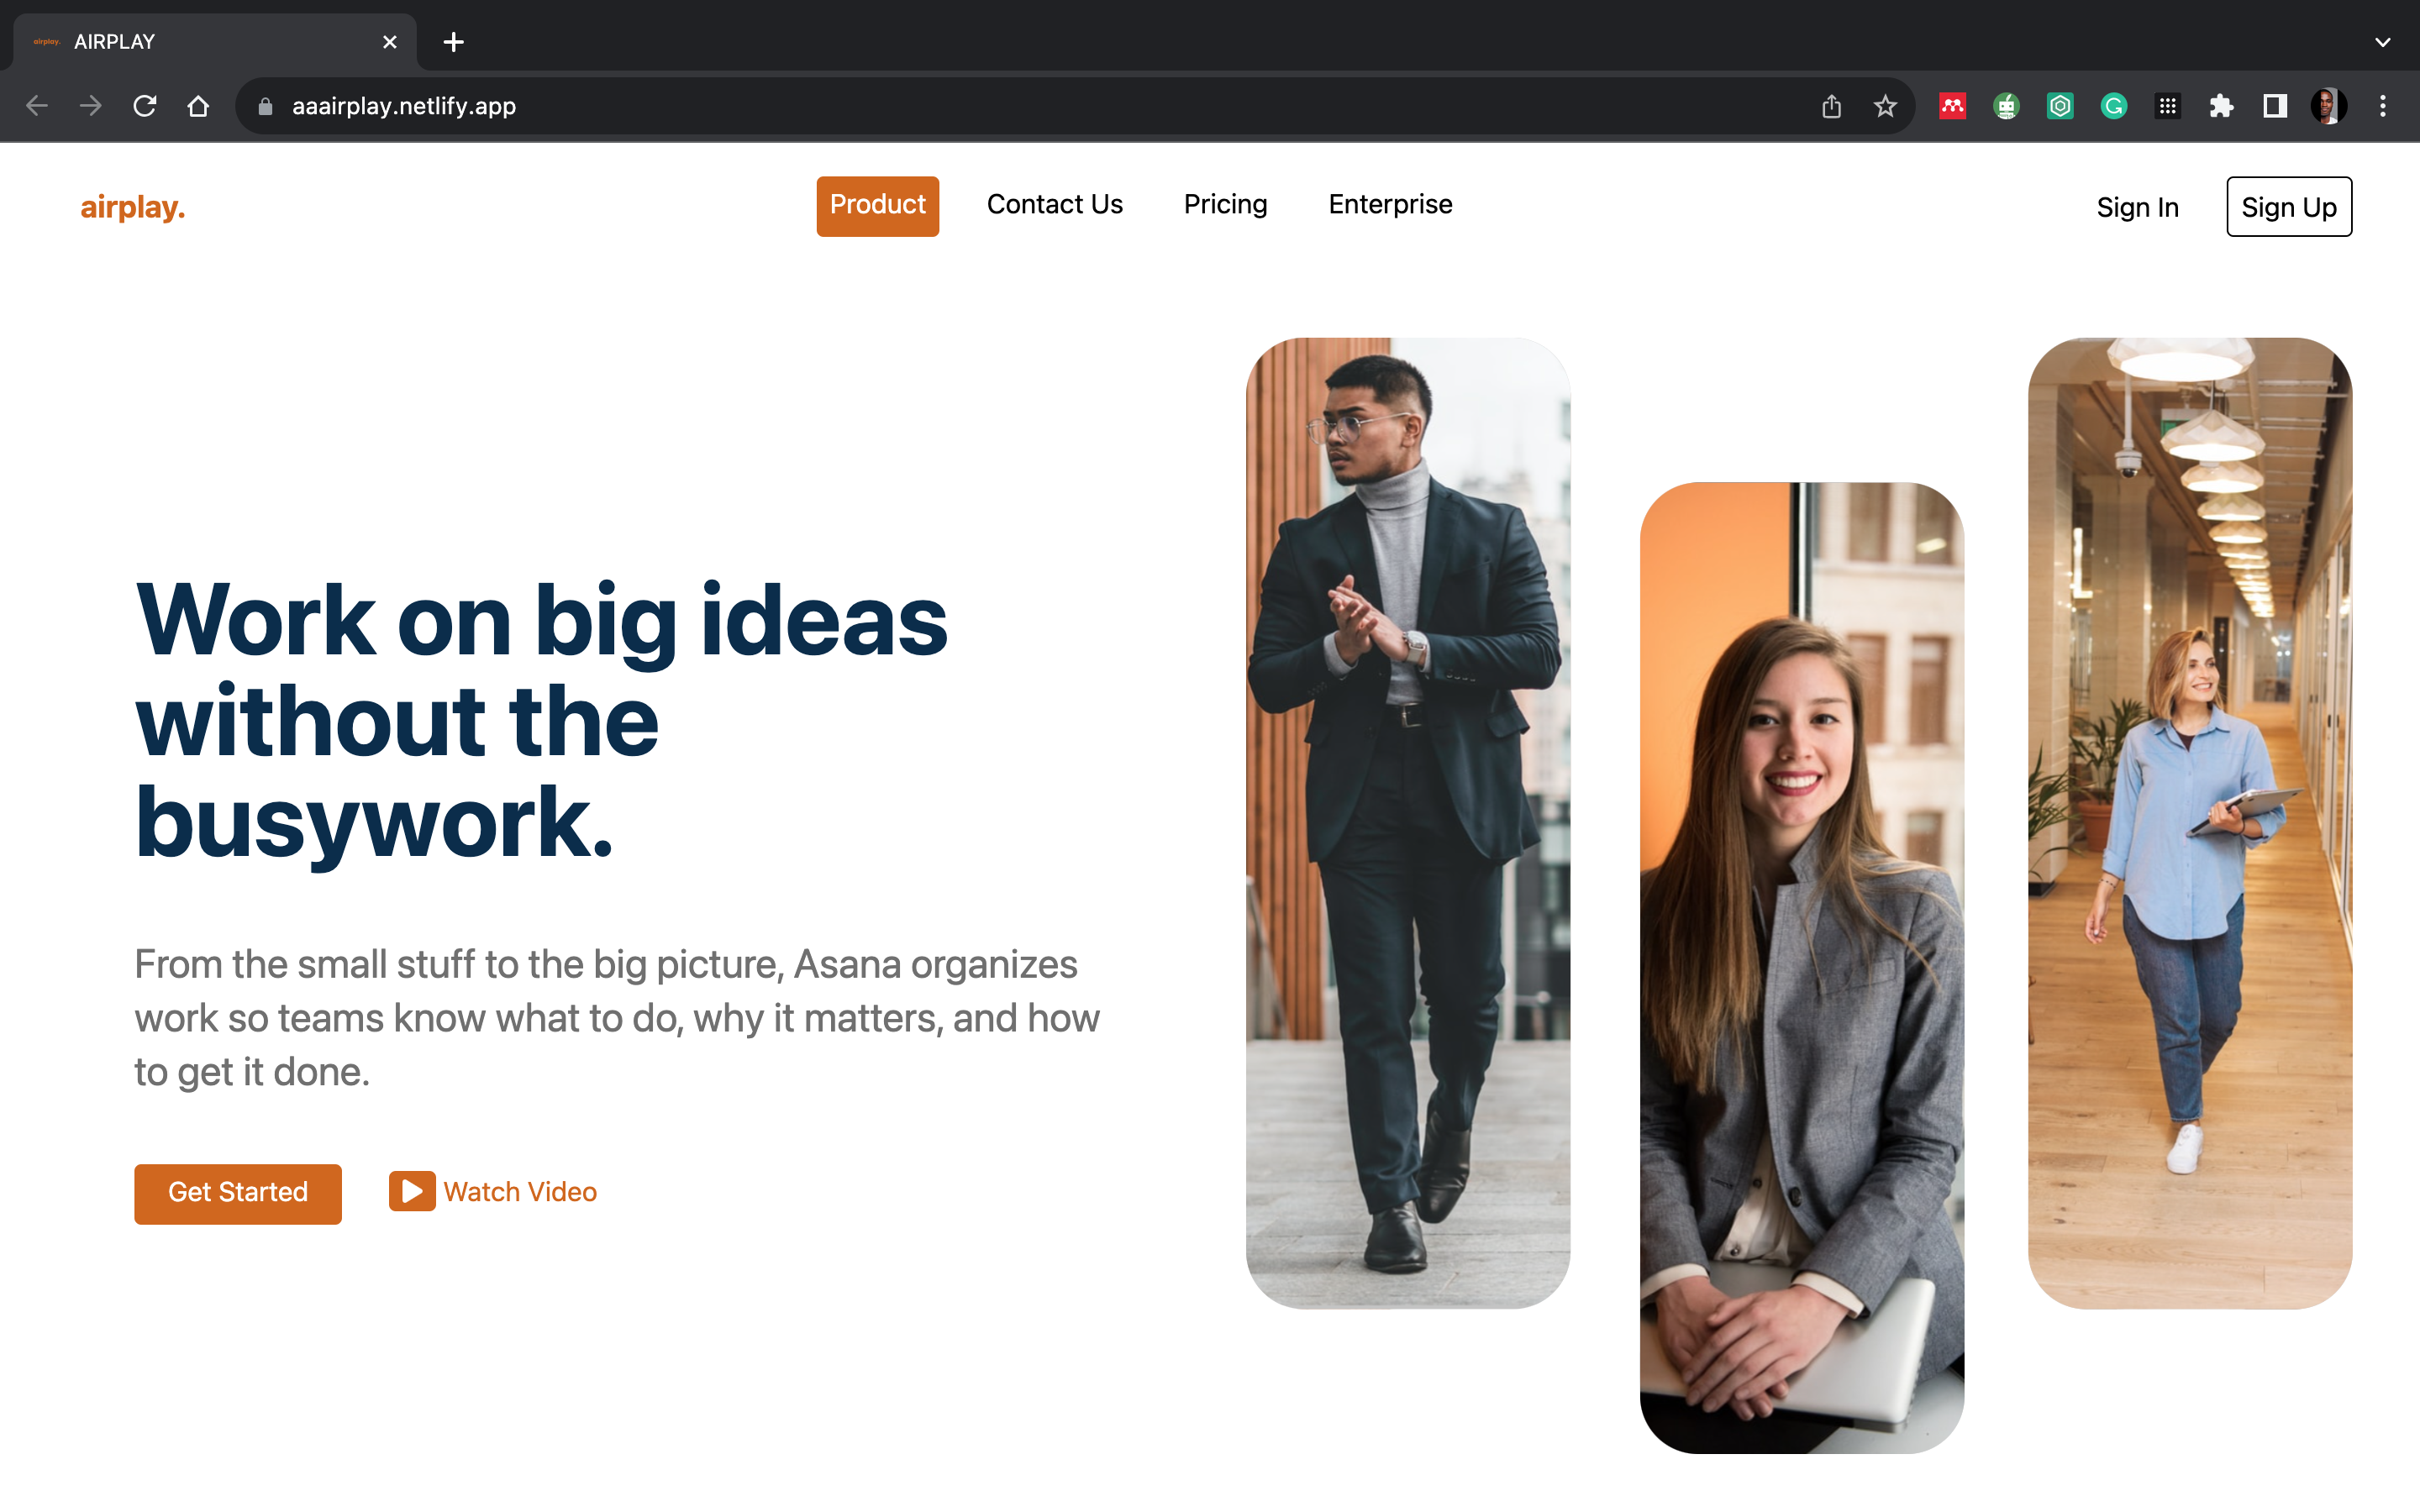 airplay. AIRPLAY
aaairplay.netlify.app
airplay. Product Contact Us Pricing Enterprise Sign In Sign Up
Work on big ideas
without the
busywork.
From the small stuff to the big picture, Asana organizes
work so teams know what to do, why it matters, and how
to get it done.
Get Started Watch Video